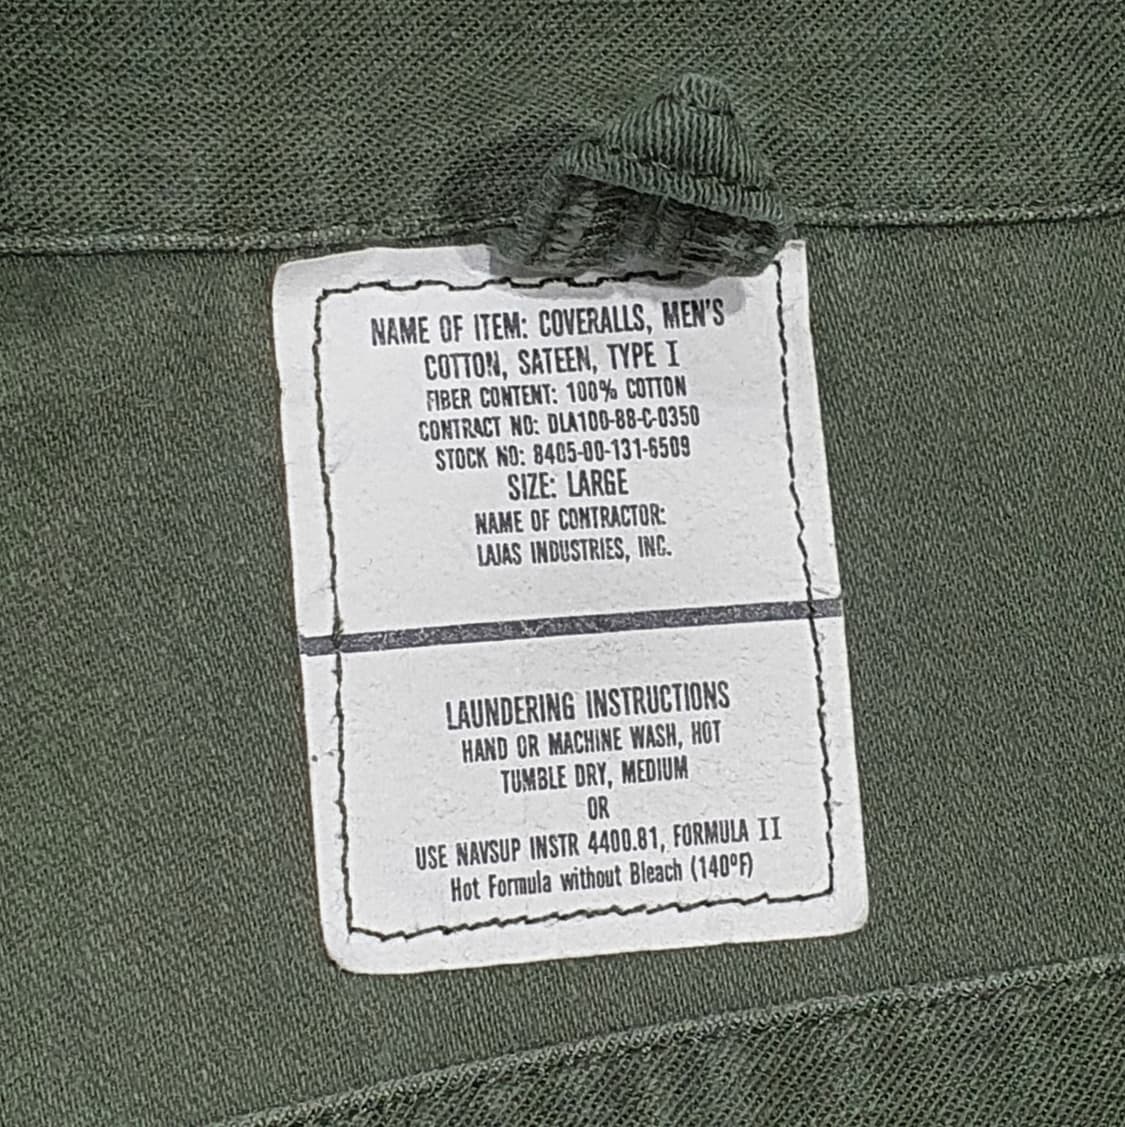 NAME OF ITEM: COVERALLS, MEN'S
COTTON, SATEEN, TYPE I
FIBER CONTENT: 100% COTTON
CONTRACT NO: DLA100-88-C-0350
STOCK NO: 8405-00-131-6509
SIZE: LARGE
NAME OF CONTRACTOR:
LAJAS INDUSTRIES, INC.
LAUNDERING INSTRUCTIONS
HAND OR MACHINE WASH, HOT
TUMBLE DRY, MEDIUM
OR
USE NAVSUP INSTR 4400.81, FORMULA II
Hot Formula without Bleach (140°F)